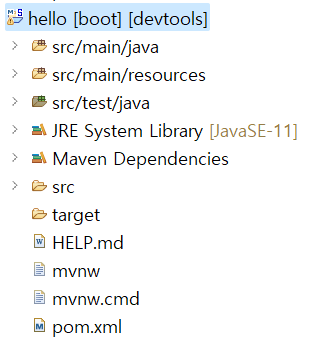 hello [boot] [devtools]
src/main/java
src/main/resources
src/test/java
JRE System Library [JavaSE-11]
Maven Dependencies
src
target
HELP.md
mvnw
mvnw.cmd
pom.xml